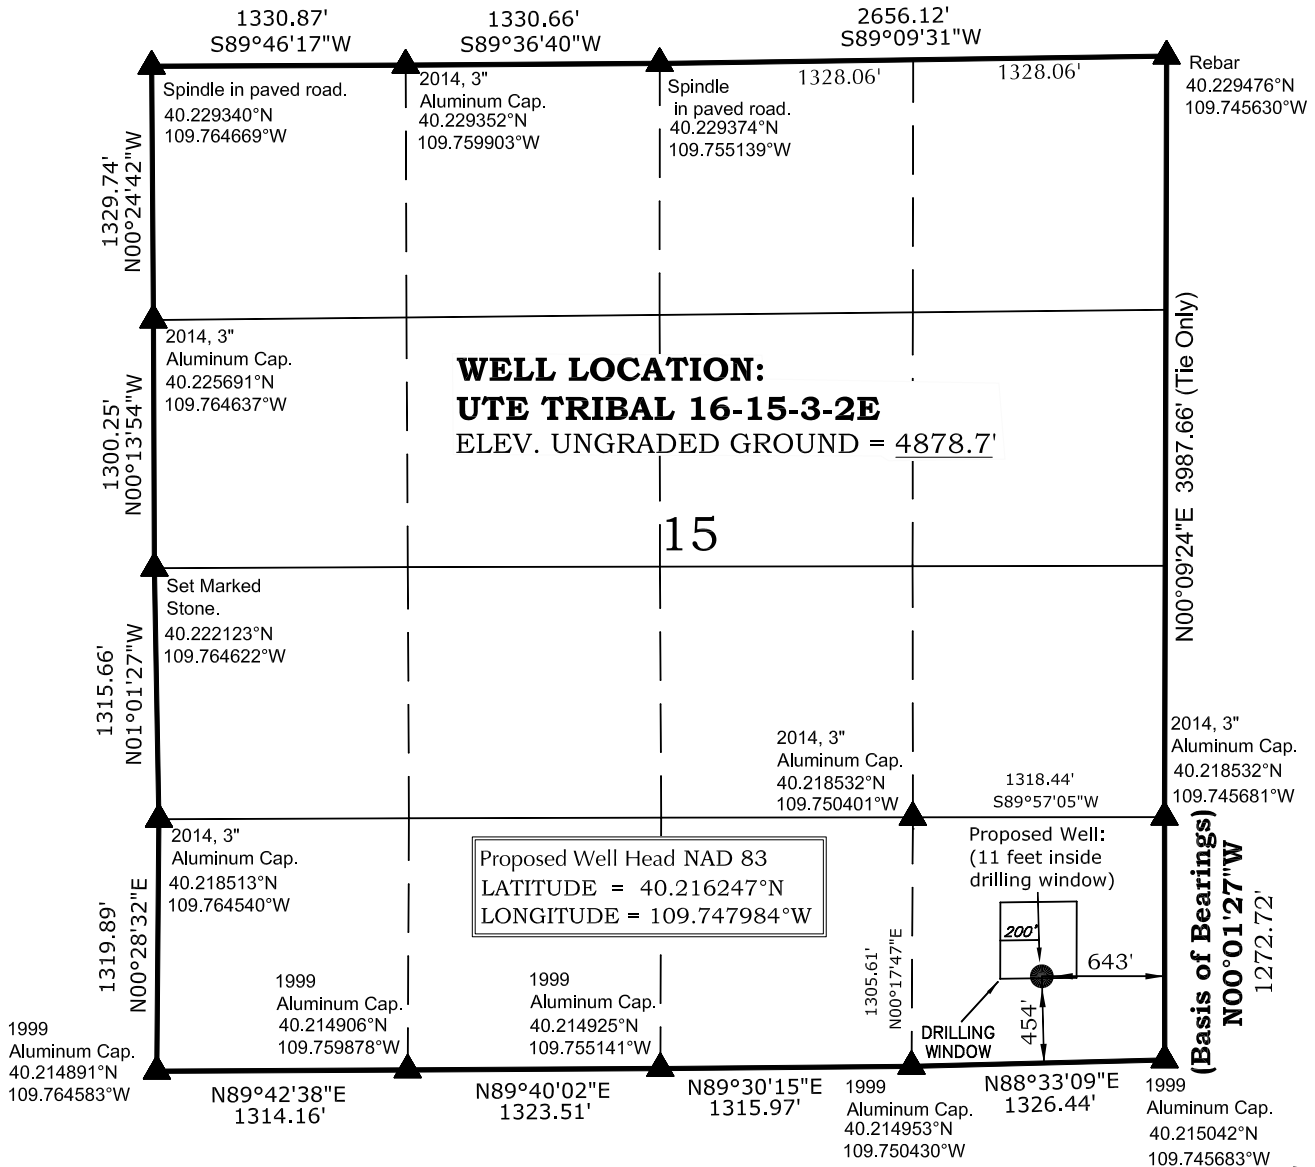 1330.87'
S89°46'17"W
1330.66'
S89°36'40"W
2656.12'
S89°09'31"W
1328.06'
1328.06'
Spindle in paved road.
40.229340°N
109.764669°W
2014, 3"
Aluminum Cap.
40.229352°N
109.759903°W
Spindle
in paved road.
40.229374°N
109.755139°W
Rebar
40.229476°N
109.745630°W
1329.74'
N00°24'42"W
2014, 3"
Aluminum Cap.
40.225691°N
109.764637°W
WELL LOCATION:
UTE TRIBAL 16-15-3-2E
ELEV. UNGRADED GROUND = 4878.7'
N00°09'24"E 3987.66' (Tie Only)
1300.25'
N00°13'54"W
15
Set Marked
Stone.
40.222123°N
109.764622°W
1315.66'
N01°01'27"W
2014, 3"
Aluminum Cap.
40.218532°N
109.750401°W
1318.44'
S89°57'05"W
2014, 3"
Aluminum Cap.
40.218532°N
109.745681°W
2014, 3"
Aluminum Cap.
40.218513°N
109.764540°W
Proposed Well Head NAD 83
LATITUDE = 40.216247°N
LONGITUDE = 109.747984°W
Proposed Well:
(11 feet inside
drilling window)
200'
643'
454'
DRILLING
WINDOW
1305.61'
N00°17'47"E
(Basis of Bearings)
N00°01'27"W
1272.72'
1319.89'
N00°28'32"E
1999
Aluminum Cap.
40.214891°N
109.764583°W
1999
Aluminum Cap.
40.214906°N
109.759878°W
1999
Aluminum Cap.
40.214925°N
109.755141°W
N89°42'38"E
1314.16'
N89°40'02"E
1323.51'
N89°30'15"E
1315.97'
1999
Aluminum Cap.
40.214953°N
109.750430°W
N88°33'09"E
1326.44'
1999
Aluminum Cap.
40.215042°N
109.745683°W